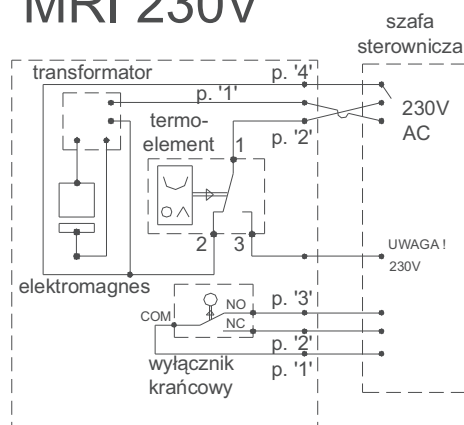 MRI 230V
szafa
sterownicza
transformator
p. '4'
p. '1'
230V
AC
termo-
element
p. '2'
1
2
3
UWAGA !
230V
elektromagnes
COM
NO
NC
p. '3'
p. '2'
p. '1'
wyłącznik
krańcowy